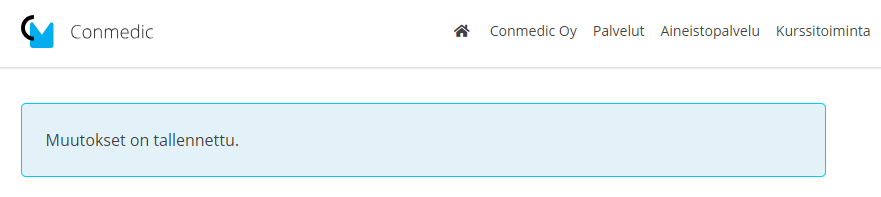 Conmedic
Conmedic Oy Palvelut Aineistopalvelu Kurssitoiminta
Muutokset on tallennettu.